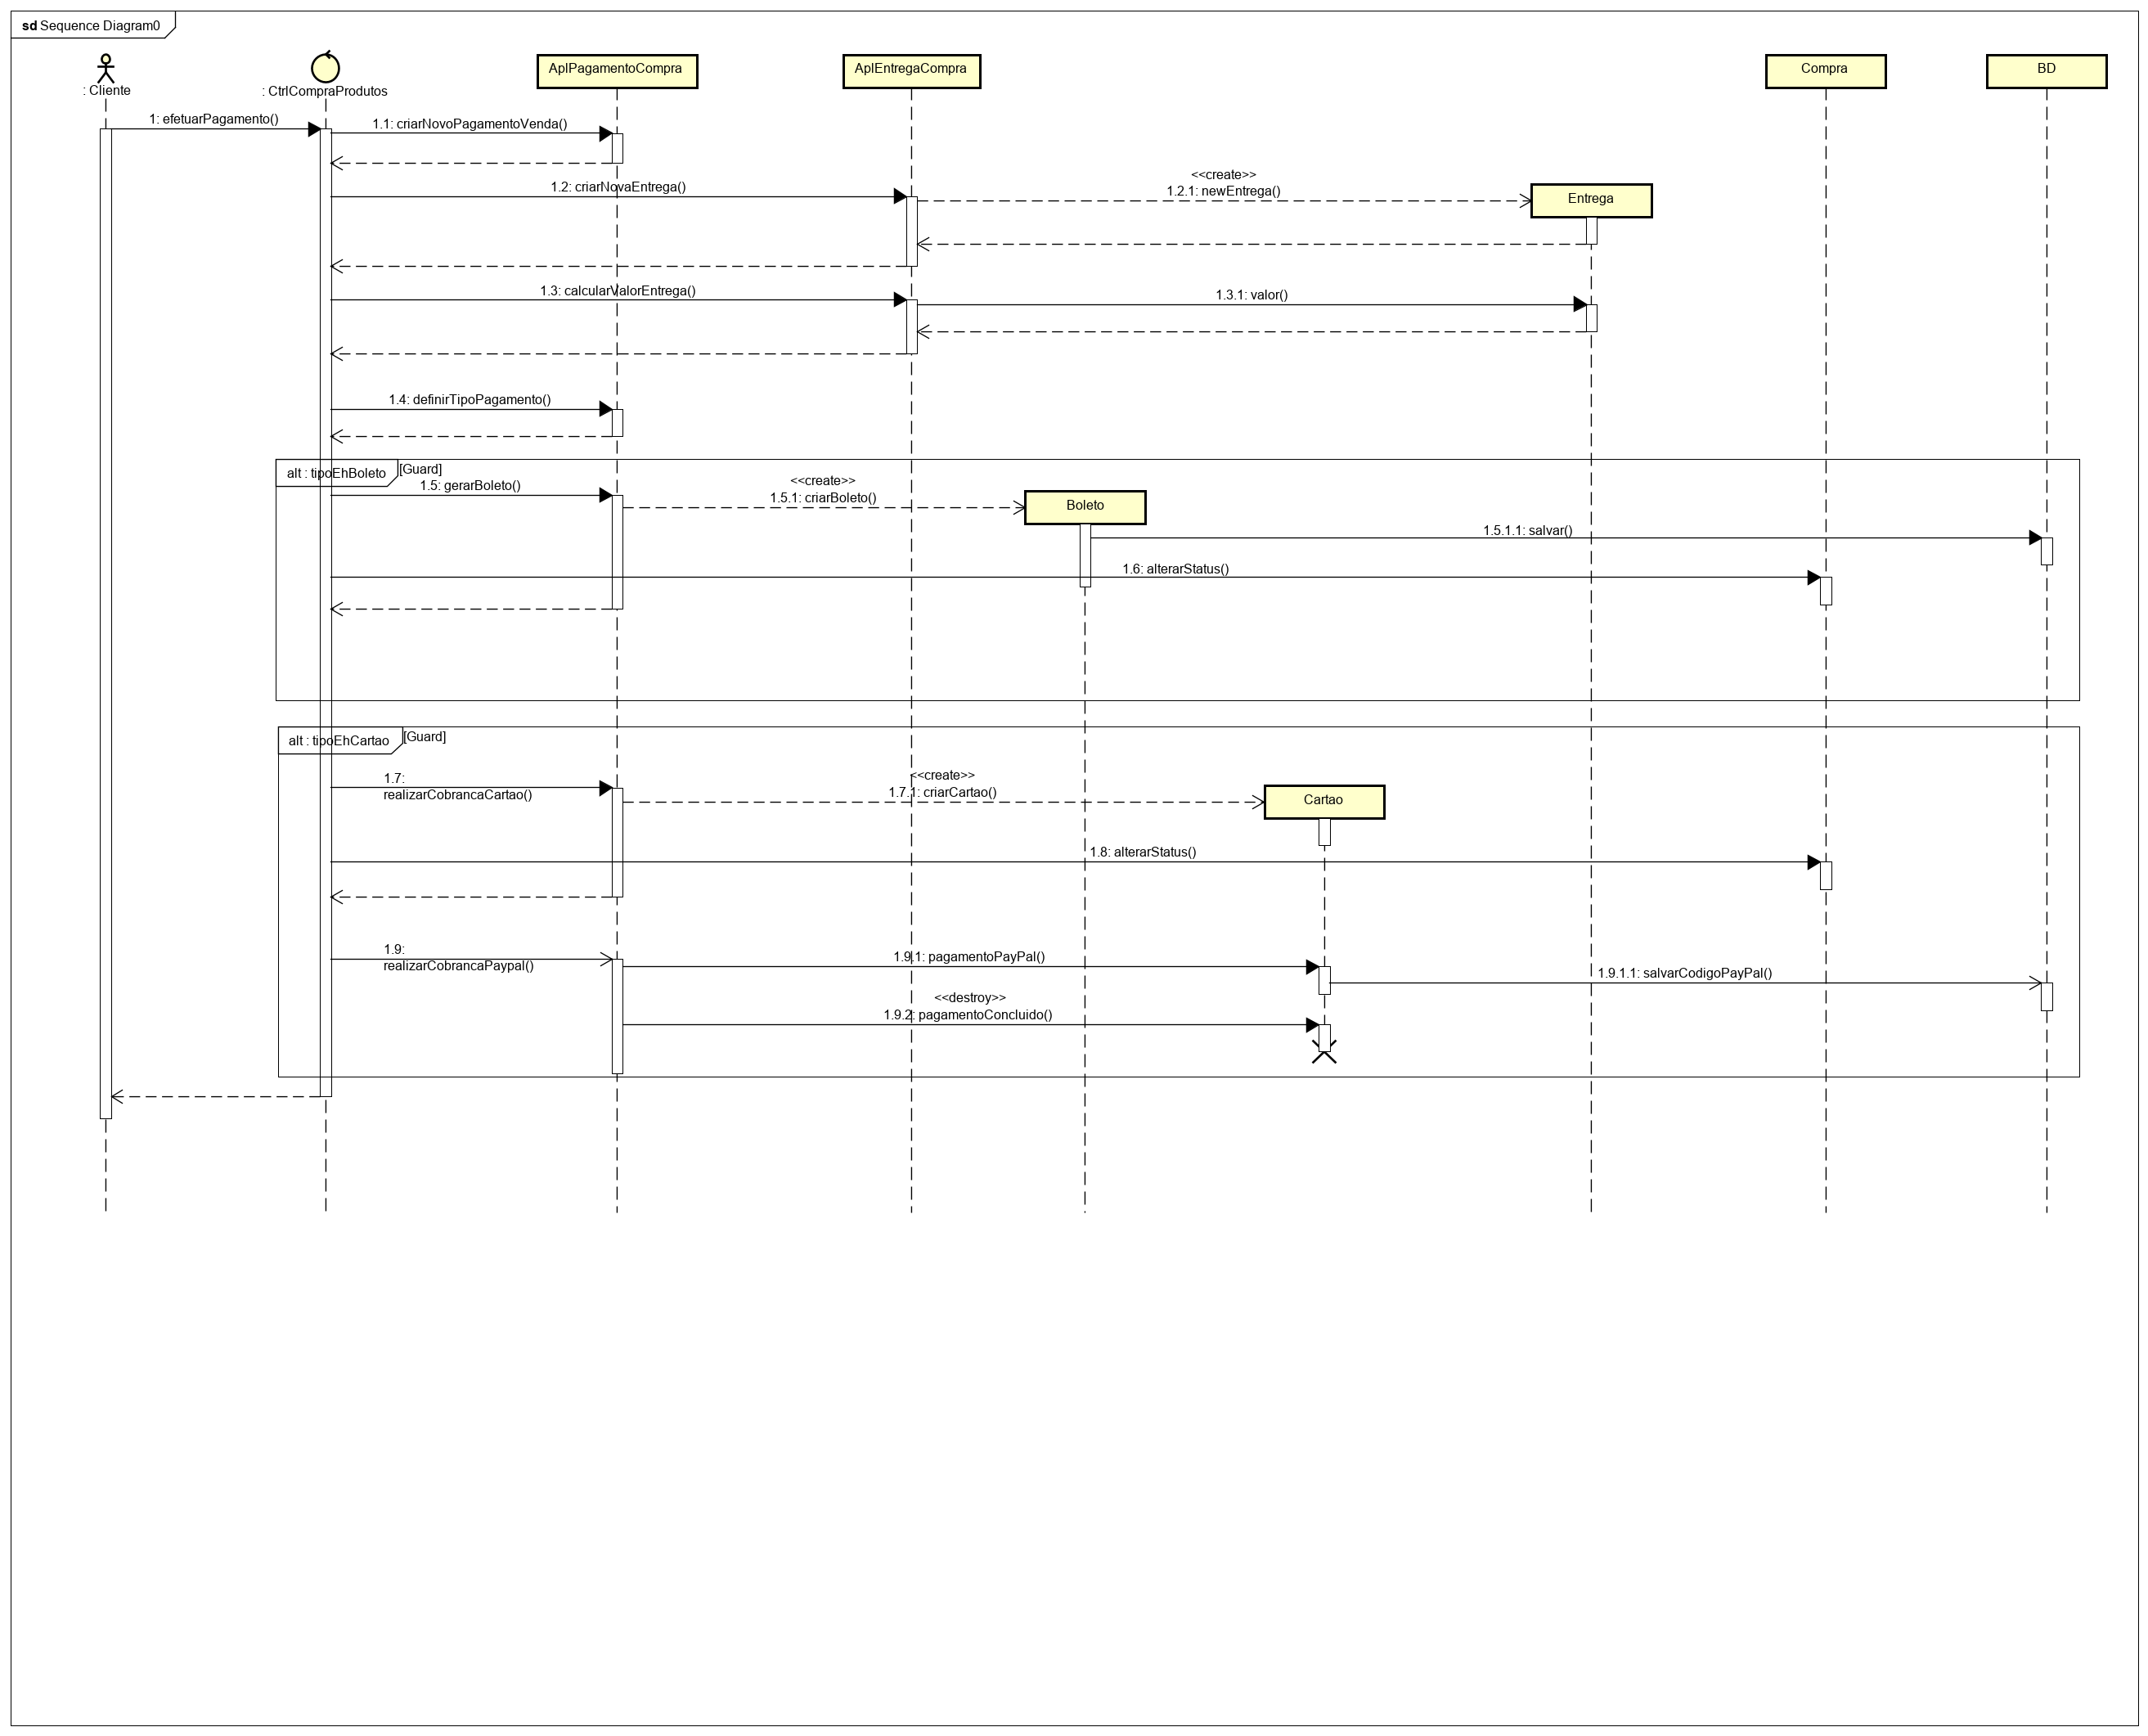 sd Sequence Diagram0
: Cliente
: CtrlCompraProdutos
AplPagamentoCompra
AplEntregaCompra
Compra
BD
1: efetuarPagamento()
1.1: criarNovoPagamentoVenda()
1.2: criarNovaEntrega()
<<create>>
1.2.1: newEntrega()
Entrega
1.3: calcularValorEntrega()
1.3.1: valor()
1.4: definirTipoPagamento()
alt : tipoEhBoleto
[Guard]
1.5: gerarBoleto()
<<create>>
1.5.1: criarBoleto()
Boleto
1.5.1.1: salvar()
1.6: alterarStatus()
alt : tipoEhCartao
[Guard]
1.7:
realizarCobrancaCartao()
<<create>>
1.7.1: criarCartao()
Cartao
1.8: alterarStatus()
1.9:
realizarCobrancaPaypal()
1.9.1: pagamentoPayPal()
1.9.1.1: salvarCodigoPayPal()
<<destroy>>
1.9.2: pagamentoConcluido()